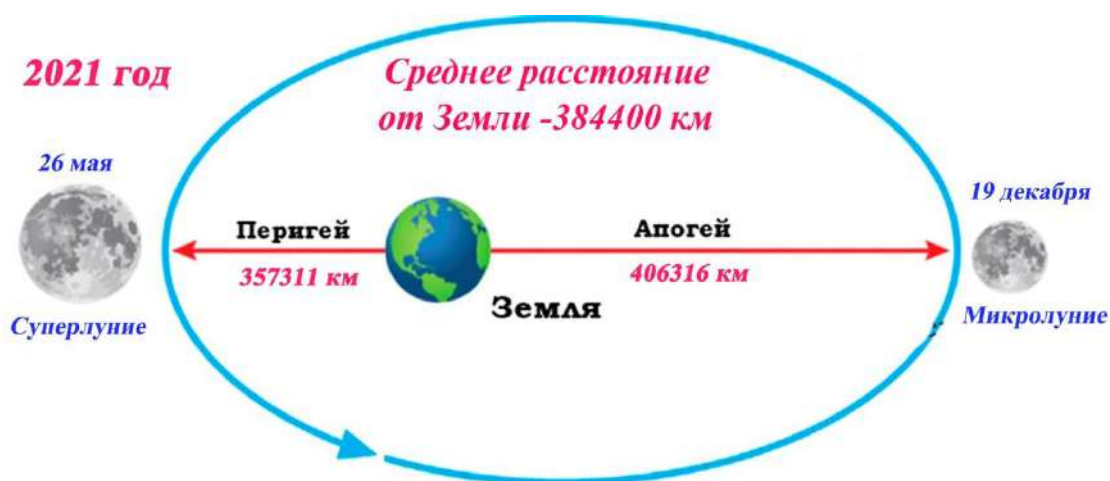 2021 год
Среднее расстояние
от Земли -384400 км
26 мая
19 декабря
Перигей
Апогей
357311 км
406316 км
Земля
Суперлуние
Микролуние